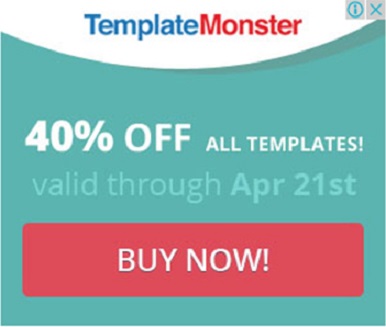 TemplateMonster
40% OFF ALL TEMPLATES!
valid through Apr 21st
BUY NOW!